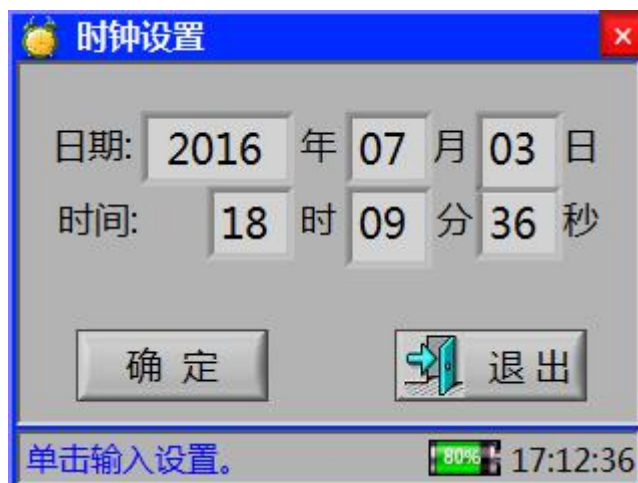 时钟设置
日期: 2016 年 07 月 03 日
时间: 18 时 09 分 36 秒
确 定 退 出
单击输入设置。 80% 17:12:36